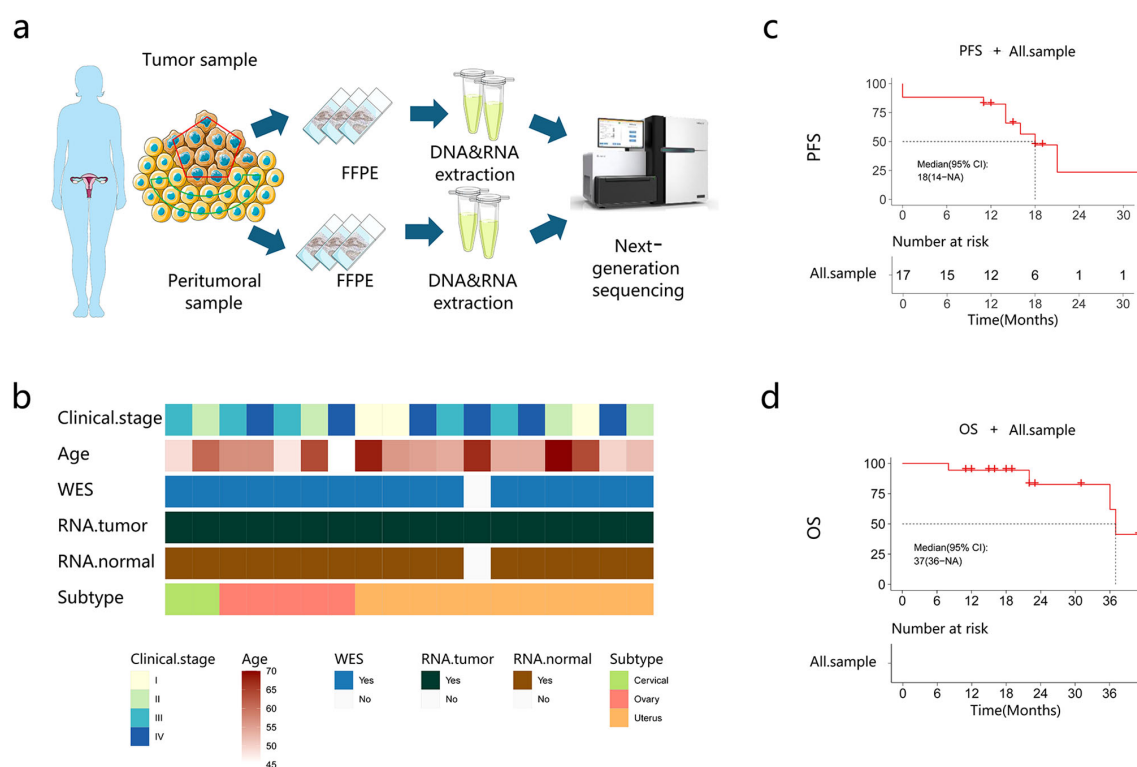 a
Tumor sample
FFPE
DNA&RNA
extraction
Peritumoral
sample
FFPE
DNA&RNA
extraction
Next-
generation
sequencing
b
Clinical.stage
Age
WES
RNA.tumor
RNA.normal
Subtype
Clinical.stage
I
II
III
IV
Age
70
65
60
55
50
45
WES
Yes
No
RNA.tumor
Yes
No
RNA.normal
Yes
No
Subtype
Cervical
Ovary
Uterus
c
PFS + All.sample
PFS
100
75
50
25
0
Median(95% CI):
18(14-NA)
0 6 12 18 24 30
Number at risk
All.sample 17 15 12 6 1 1
0 6 12 18 24 30
Time(Months)
d
OS + All.sample
OS
100
75
50
25
0
Median(95% CI):
37(36-NA)
0 6 12 18 24 30 36
Number at risk
All.sample
0 6 12 18 24 30 36
Time(Months)